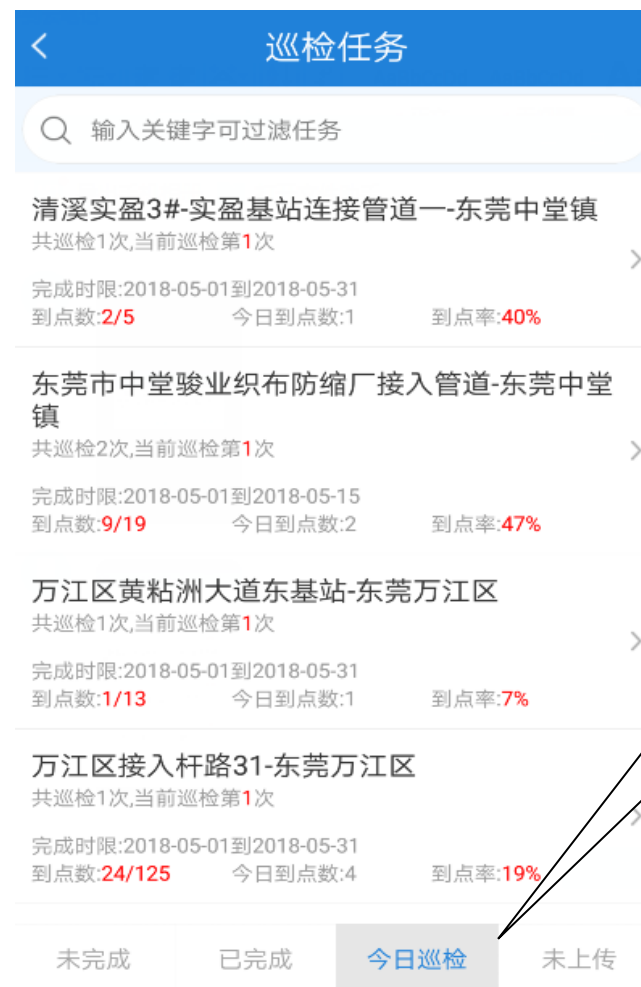 巡检任务
输入关键字可过滤任务
清溪实盈3#-实盈基站连接管道一-东莞中堂镇
共巡检1次,当前巡检第1次
完成时限:2018-05-01到2018-05-31
到点数:2/5 今日到点数:1 到点率:40%
东莞市中堂骏业织布防缩厂接入管道-东莞中堂
镇
共巡检2次,当前巡检第1次
完成时限:2018-05-01到2018-05-15
到点数:9/19 今日到点数:2 到点率:47%
万江区黄粘洲大道东基站-东莞万江区
共巡检1次,当前巡检第1次
完成时限:2018-05-01到2018-05-31
到点数:1/13 今日到点数:1 到点率:7%
万江区接入杆路31-东莞万江区
共巡检1次,当前巡检第1次
完成时限:2018-05-01到2018-05-31
到点数:24/125 今日到点数:4 到点率:19%
未完成 已完成 今日巡检 未上传